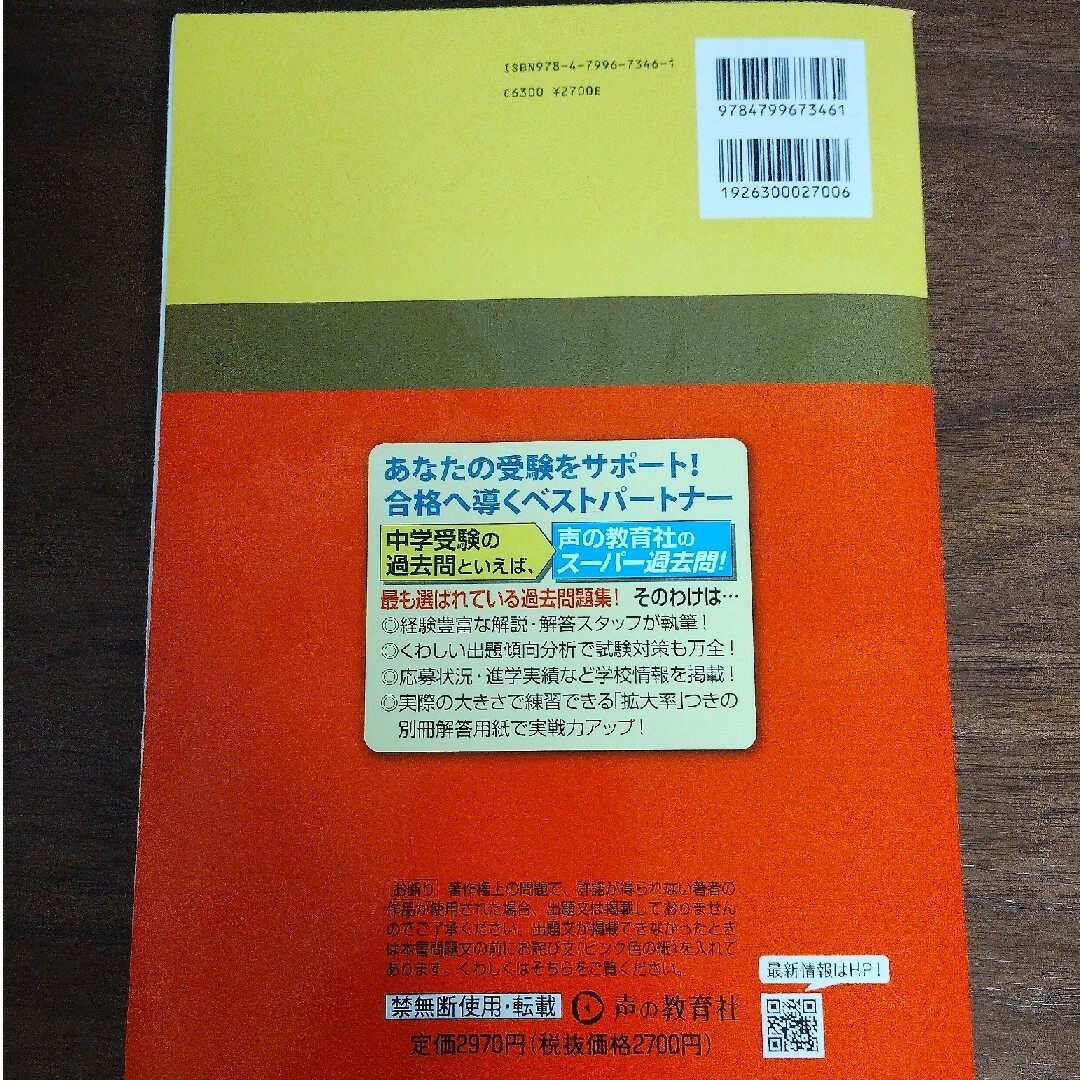 ISBN978-4-7996-7346-1
C6300 ¥2700E
9784799673461
1926300027006
あなたの受験をサポート!
合格へ導くベストパートナー
中学受験の
過去問といえば、
声の教育社の
スーパー過去問!
最も選ばれている過去問題集! そのわけは…
◎経験豊富な解説・解答スタッフが執筆!
◎くわしい出題傾向分析で試験対策も万全!
◎応募状況・進学実績など学校情報を掲載!
◎実際の大きさで練習できる「拡大率」つきの
別冊解答用紙で実戦力アップ!
お断り 著作権上の問題で、許諾が得られない著者の
作品が使用された場合、出題文は掲載しておりません
のでご了承ください。出題文が掲載できなかったとき
は本書問題文の前にお詫び文(ピンク色の紙)を入れて
あります。くわしくはそちらをご覧ください。
最新情報はHP!
禁無断使用・転載 声の教育社
定価2970円(税抜価格2700円)